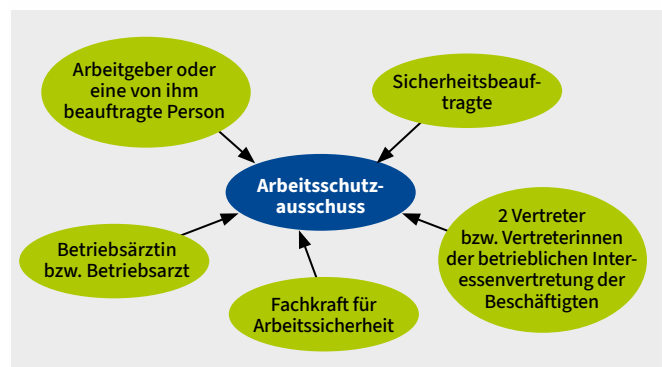 Arbeitgeber oder
eine von ihm
beauftragte Person
Sicherheitsbeauf-
tragte
Arbeitsschutz-
ausschuss
Betriebsärztin
bzw. Betriebsarzt
Fachkraft für
Arbeitssicherheit
2 Vertreter
bzw. Vertreterinnen
der betrieblichen Inter-
essenvertretung der
Beschäftigten